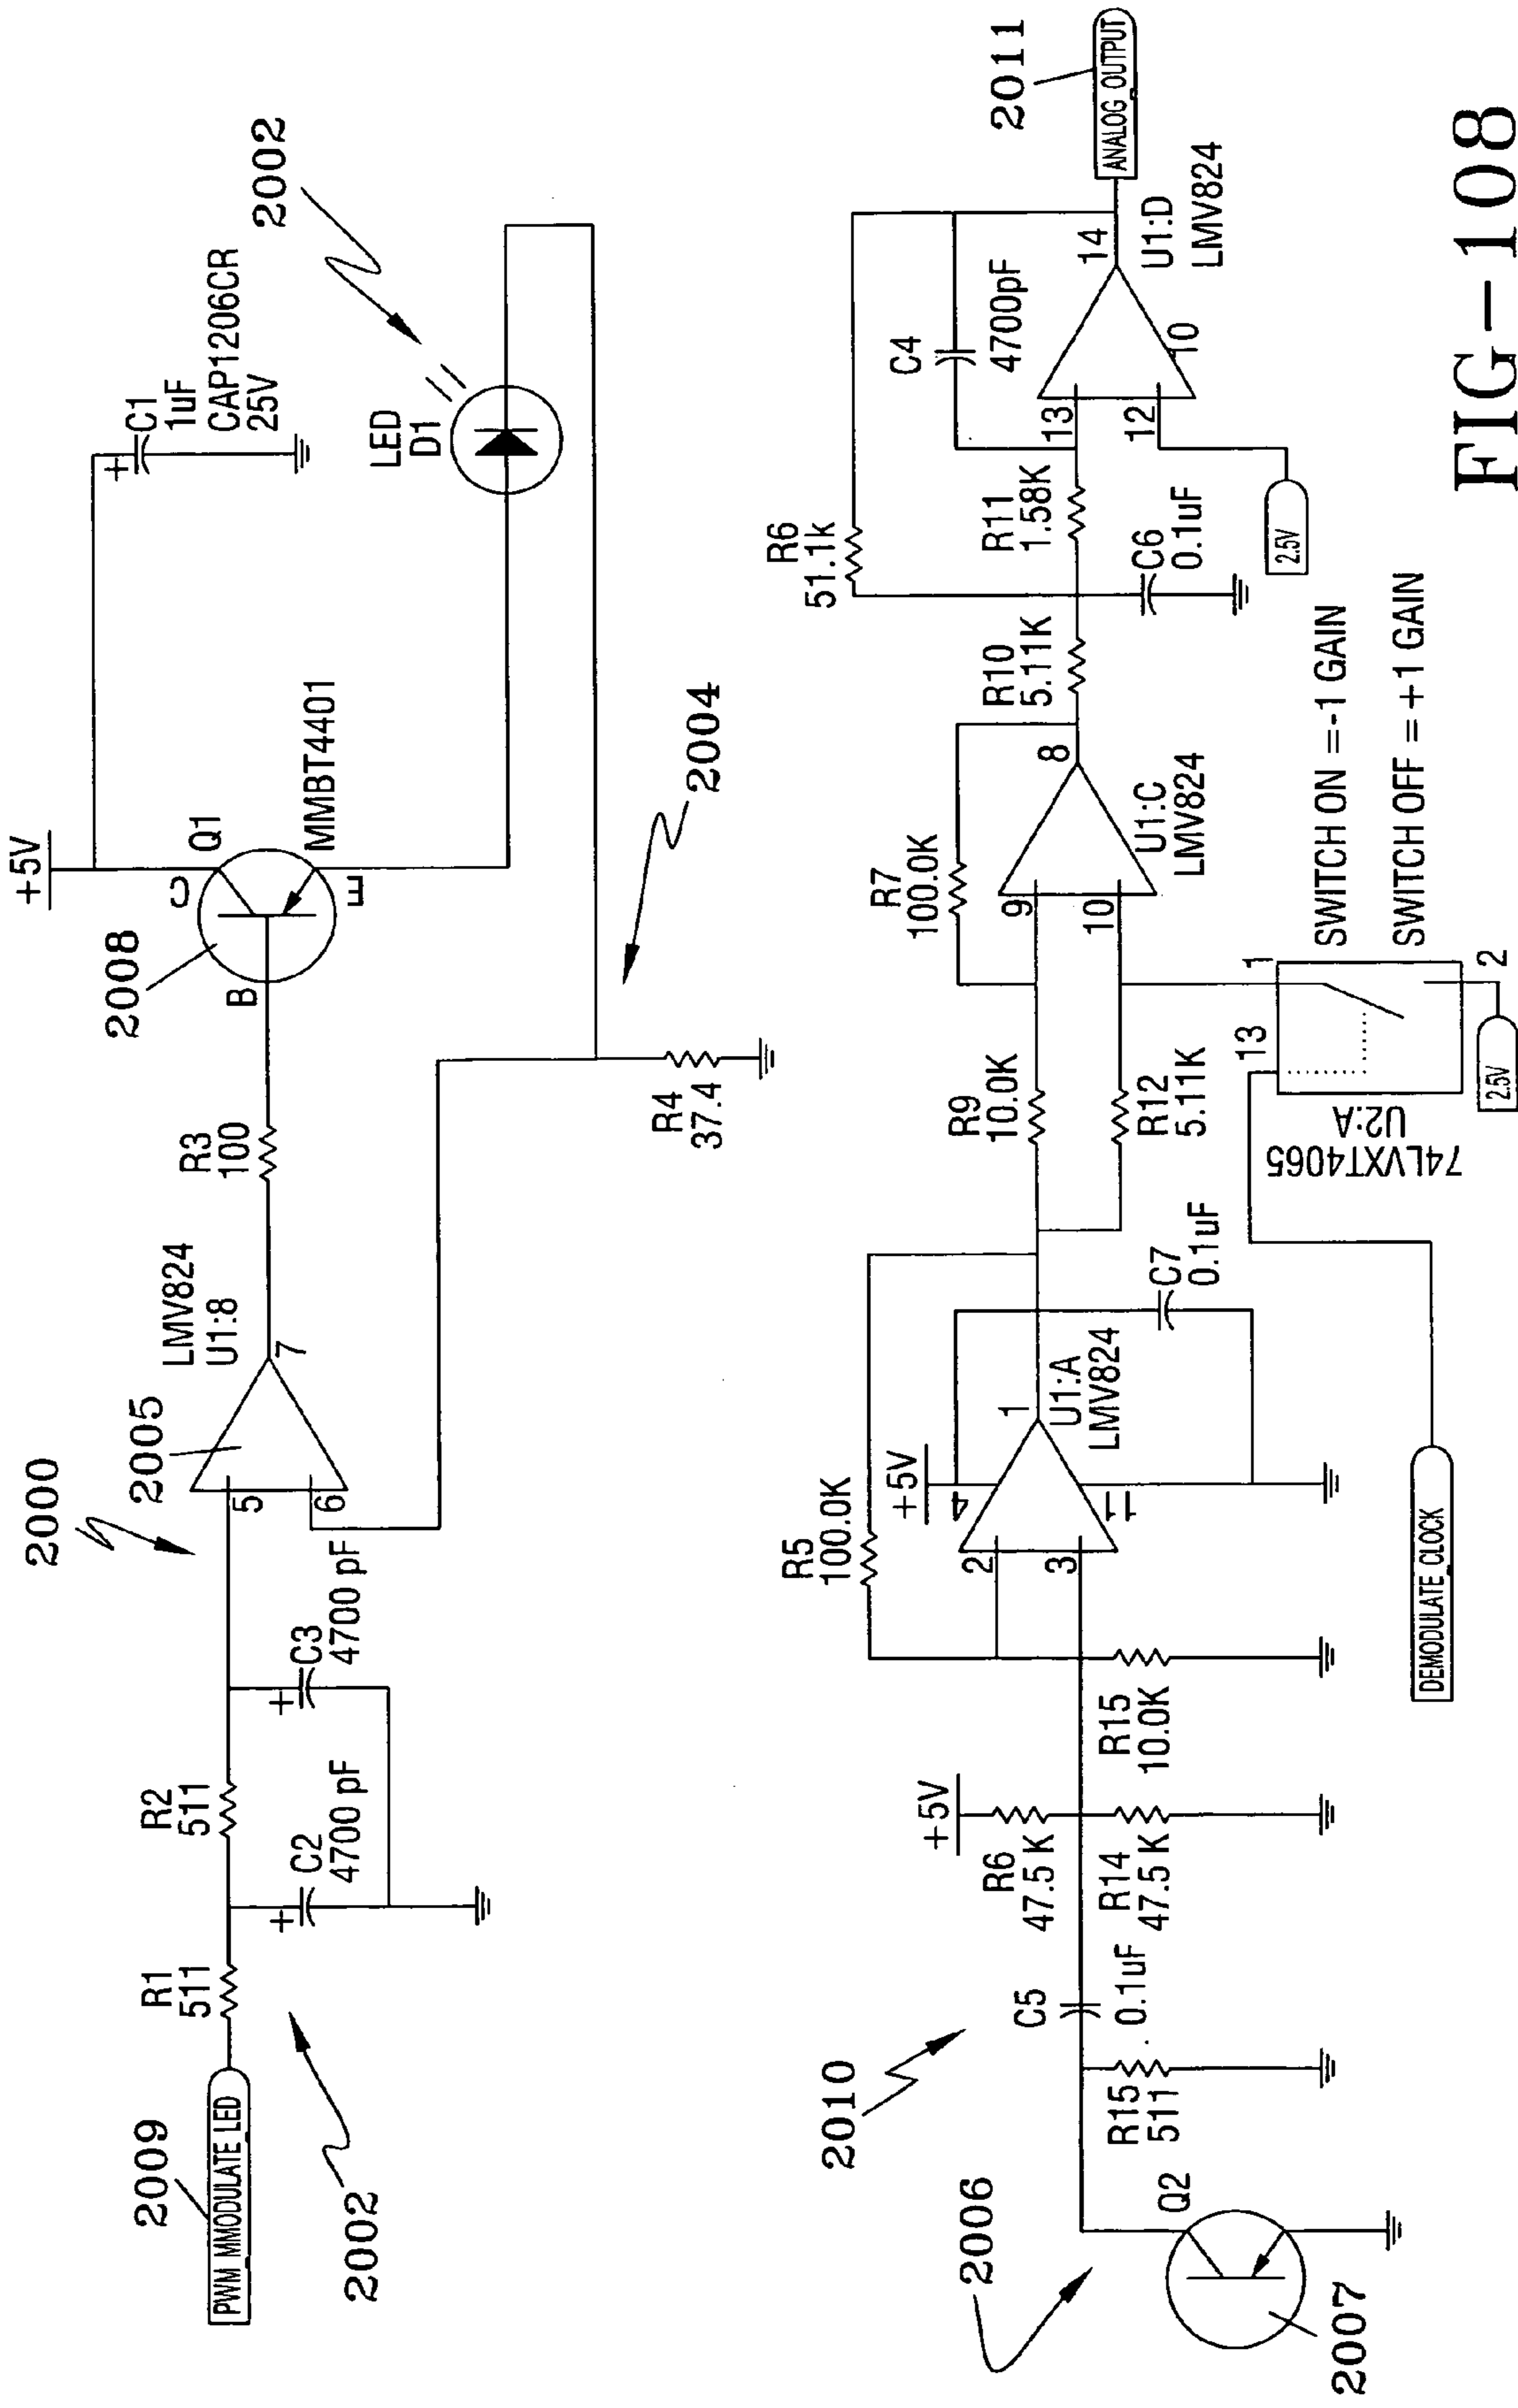 2009
PWM MMODULATE LED
2002
R1
511
C2
4700 pF
R2
511
C3
4700 pF
2000
2005
5
6
7
LMV824
U1:8
R3
100
2008
B
C
E
Q1
MMBT4401
+5V
C1
1uF
CAP1206CR
25V
LED
D1
2002
2004
R4
37.4
2006
2007
Q2
2010
R15
511
C5
0.1uF
+5V
R6
47.5 K
R14
47.5 K
R15
10.0K
R5
100.0K
2
3
+5V
4
11
1
U1:A
LMV824
C7
0.1uF
DEMODULATE CLOCK
R9
10.0K
R12
5.11K
74LVXT4065
U2:A
13
1
2
2.5V
SWITCH ON =-1 GAIN
SWITCH OFF = +1 GAIN
R7
100.0K
9
10
8
U1:C
LMV824
R10
5.11K
R6
51.1k
R11
1.58K
C6
0.1uF
C4
4700pF
13
12
2.5V
10
14
U1:D
LMV824
2011
ANALOG OUTPUT
FIG-108